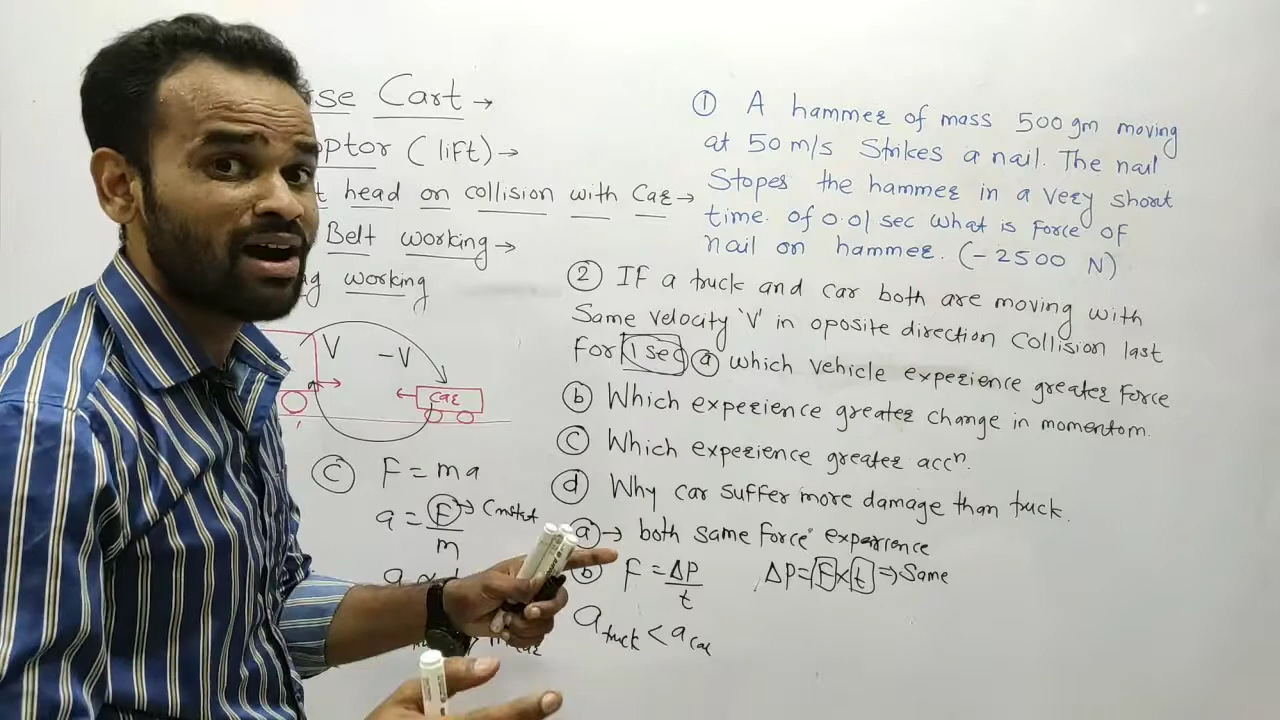 Cart →
(lift) →
head on collision with Car →
Belt working →
working
V
-V
car
① A hammer of mass 500gm moving
at 50 m/s Strikes a nail. The nail
Stopes the hammer in a very short
time. of 0.01 sec what is force of
nail on hammer. (- 2500 N)
② If a truck and car both are moving with
Same velocity 'V' in oposite direction Collision last
for 1 sec ⓐ which vehicle experience greater force
ⓑ Which experience greater change in momentom.
ⓒ Which experience greater accⁿ.
ⓓ Why car suffer more damage than truck.
ⓐ → both same force experience
ⓑ F = ΔP/t ΔP = F × t ⇒ Same
a truck < a car
ⓒ F = ma
a = F/m → Constat
a ∝